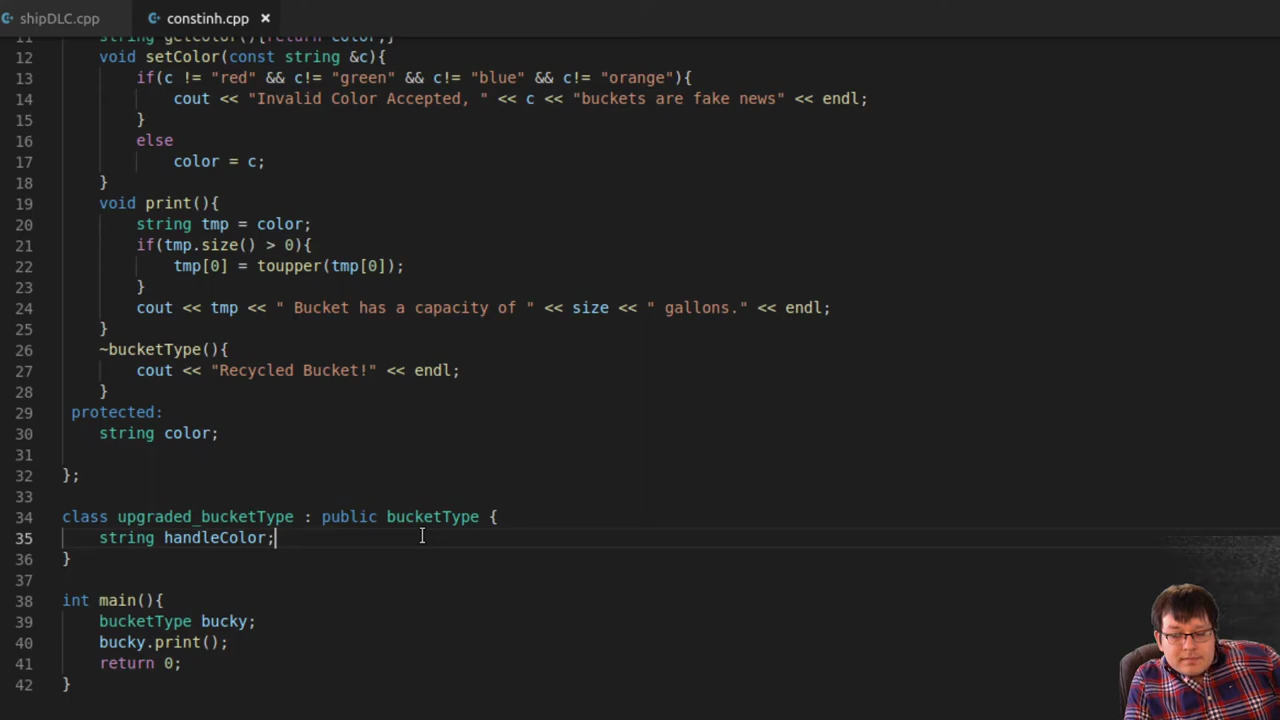 shipDLC.cpp constinh.cpp ×
11 string getColor(){return color;}
12 void setColor(const string &c){
13 if(c != "red" && c!= "green" && c!= "blue" && c!= "orange"){
14 cout << "Invalid Color Accepted, " << c << "buckets are fake news" << endl;
15 }
16 else
17 color = c;
18 }
19 void print(){
20 string tmp = color;
21 if(tmp.size() > 0){
22 tmp[0] = toupper(tmp[0]);
23 }
24 cout << tmp << " Bucket has a capacity of " << size << " gallons." << endl;
25 }
26 ~bucketType(){
27 cout << "Recycled Bucket!" << endl;
28 }
29 protected:
30 string color;
31
32 };
33
34 class upgraded_bucketType : public bucketType {
35 string handleColor;
36 }
37
38 int main(){
39 bucketType bucky;
40 bucky.print();
41 return 0;
42 }